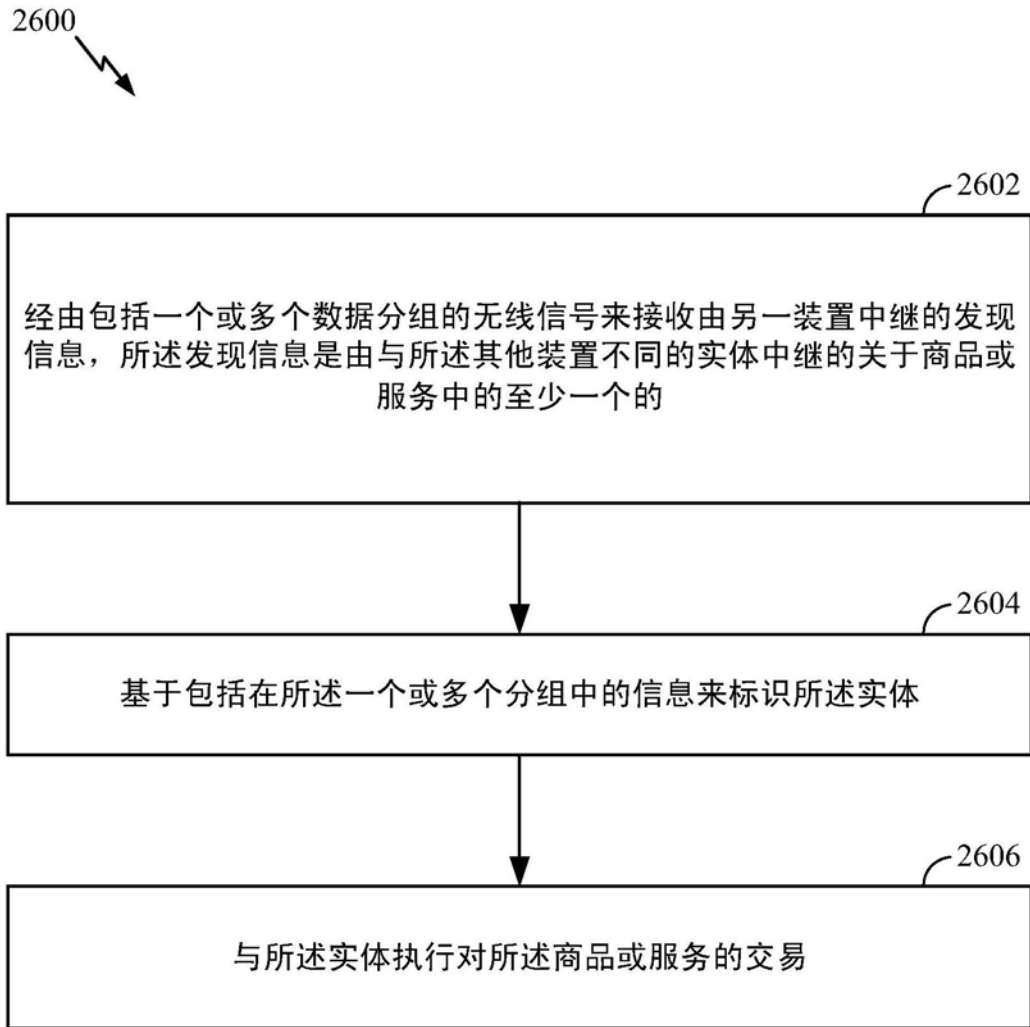 2600
2602
经由包括一个或多个数据分组的无线信号来接收由另一装置中继的发现
信息，所述发现信息是由与所述其他装置不同的实体中继的关于商品或
服务中的至少一个的
2604
基于包括在所述一个或多个分组中的信息来标识所述实体
2606
与所述实体执行对所述商品或服务的交易